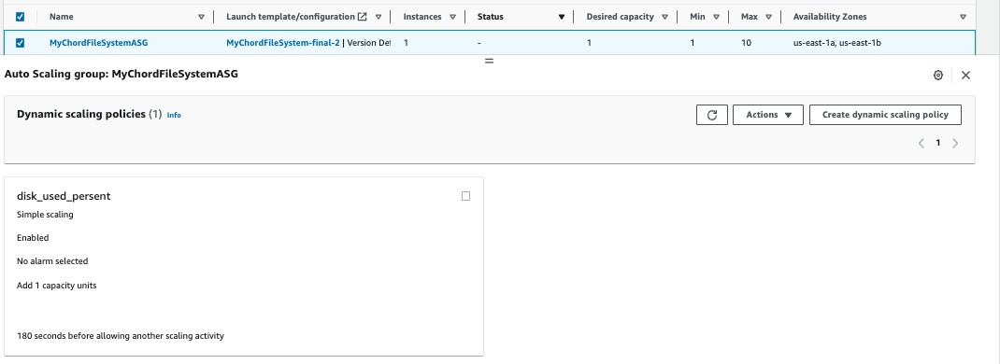 Name Launch template/configuration Instances Status Desired capacity Min Max Availability Zones
MyChordFileSystemASG MyChordFileSystem-final-2 | Version Def 1 - 1 1 10 us-east-1a, us-east-1b
Auto Scaling group: MyChordFileSystemASG
Dynamic scaling policies (1) Info Actions Create dynamic scaling policy
1
disk_used_persent
Simple scaling
Enabled
No alarm selected
Add 1 capacity units
180 seconds before allowing another scaling activity